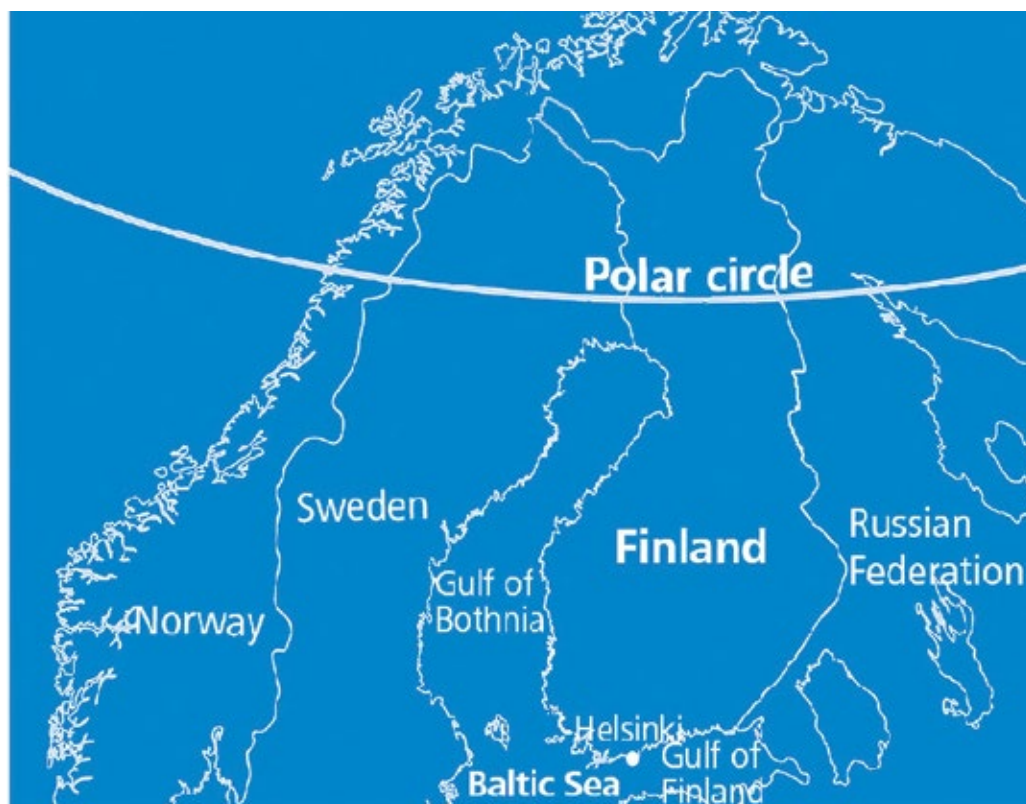 Polar circle
Sweden
Finland
Russian
Federation
Gulf of
Bothnia
Norway
Helsinki
Gulf of
Finland
Baltic Sea